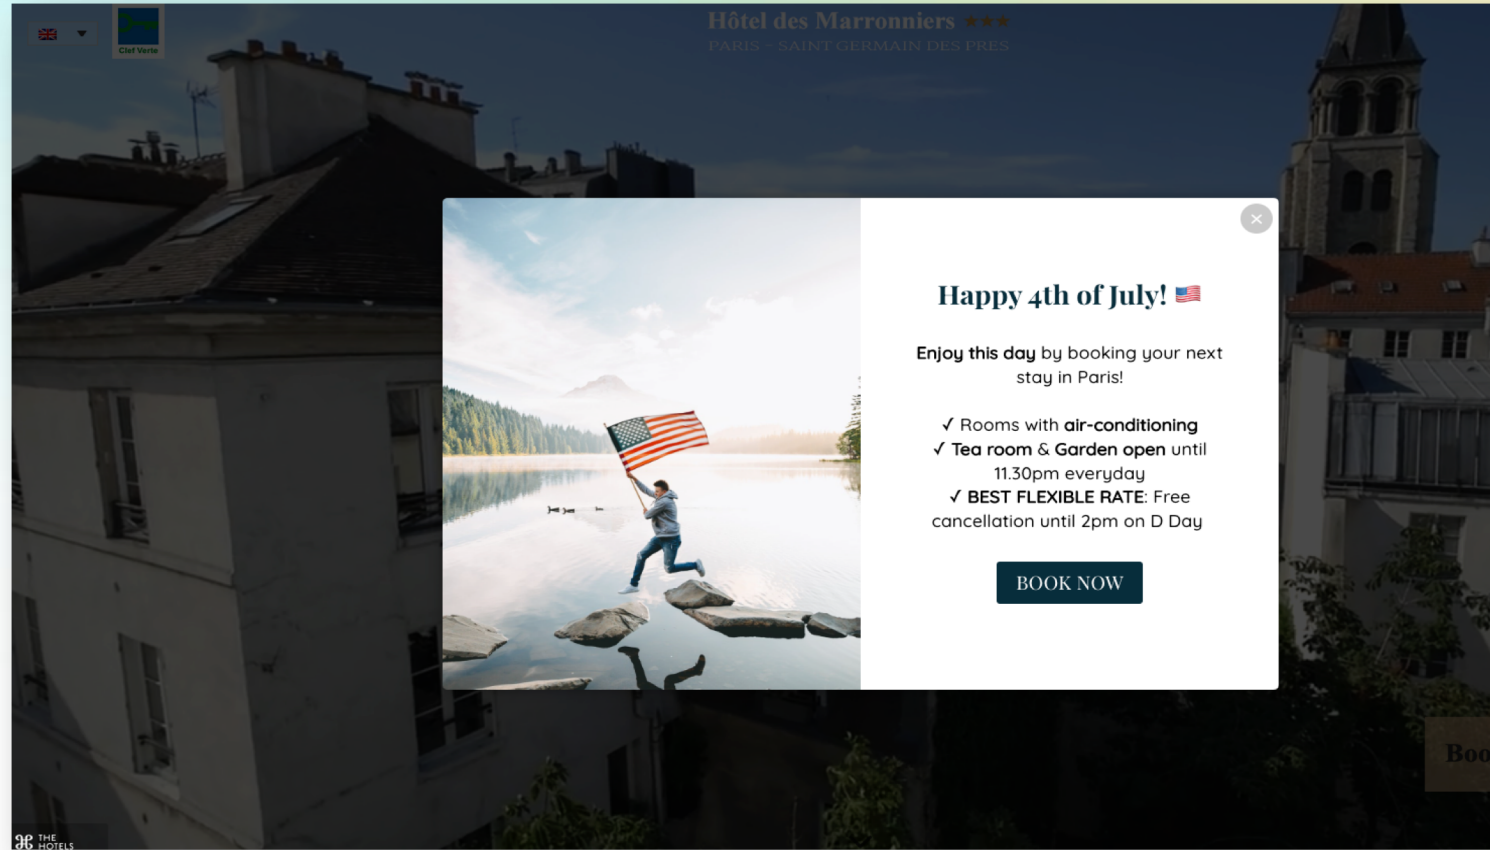 Clef Verte
Hôtel des Marronniers ★★★
PARIS - SAINT GERMAIN DES PRES
Happy 4th of July! 🇺🇸
Enjoy this day by booking your next
stay in Paris!
✓ Rooms with air-conditioning
✓ Tea room & Garden open until
11.30pm everyday
✓ BEST FLEXIBLE RATE: Free
cancellation until 2pm on D Day
BOOK NOW
Boo
THE
HOTELS